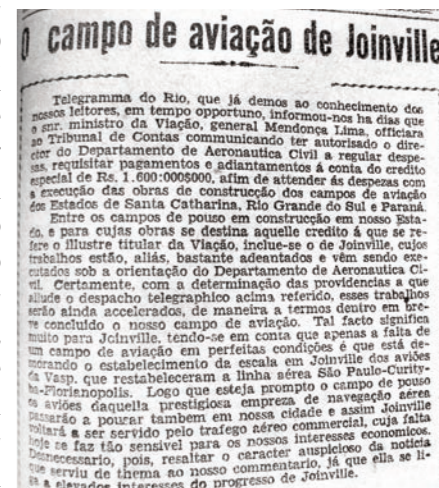 O campo de aviação de Joinville
Telegramma do Rio, que já demos ao conhecimento dos
nossos leitores, em tempo opportuno, informou-nos ha dias que
o snr. ministro da Viação, general Mendonça Lima, officiara
ao Tribunal de Contas communicando ter autorisado o dire-
ctor do Departamento de Aeronautica Civil a regular despe-
sas, requisitar pagamentos e adiantamentos á conta do credito
especial de Rs. 1.600:000$000, afim de attender ás despezas com
a execução das obras de construcção dos campos de aviação
dos Estados de Santa Catharina, Rio Grande do Sul e Paraná.
Entre os campos de pouso em construcção em nosso Esta-
do, e para cujas obras se destina aquelle credito á que se re-
fere o illustre titular da Viação, inclue-se o de Joinville, cujos
trabalhos estão, aliás, bastante adeantados e vêm sendo exe-
cutados sob a orientação do Departamento de Aeronautica Ci-
vil. Certamente, com a determinação das providencias a que
allude o despacho telegraphico acima referido, esses trabalhos
serão ainda accelerados, de maneira a termos dentro em bre-
ve concluido o nosso campo de aviação. Tal facto significa
muito para Joinville, tendo-se em conta que apenas a falta de
um campo de aviação em perfeitas condições é que está de-
morando o estabelecimento da escala em Joinville dos aviões
da Vasp. que restabeleceram a linha aérea São Paulo-Curity-
ba-Florianopolis. Logo que esteja prompto o campo de pouso
os aviões daquella prestigiosa empreza de navegação aérea
passarão a pourar tambem em nossa cidade e assim Joinville
voltará a ser servido pelo trafego aéreo commercial, cuja falta
hoje se faz tão sensivel para os nossos interesses economicos.
Desnecessario, pois, resaltar o caracter auspicioso da noticia
que serviu de thema ao nosso commentario, já que ella se li-
ga a elevados interesses do progresso de Joinville.